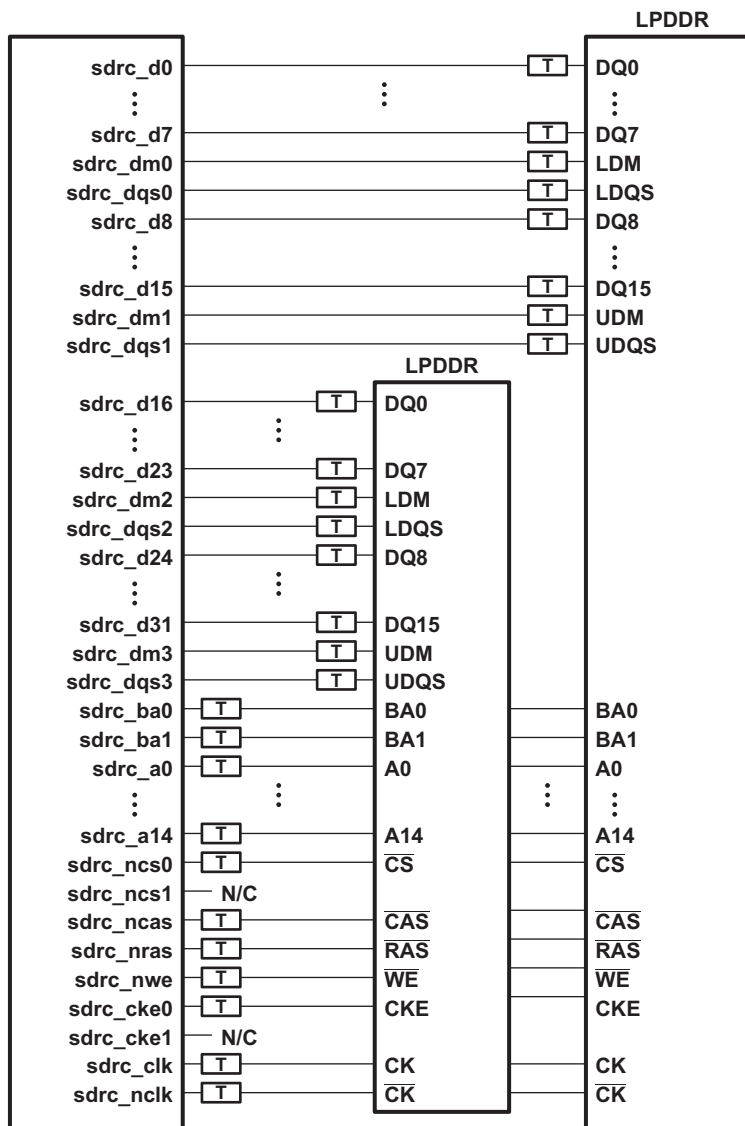 LPDDR
sdrc_d0 T DQ0
sdrc_d7 T DQ7
sdrc_dm0 T LDM
sdrc_dqs0 T LDQS
sdrc_d8 T DQ8
sdrc_d15 T DQ15
sdrc_dm1 T UDM
sdrc_dqs1 T UDQS
LPDDR
sdrc_d16 T DQ0
sdrc_d23 T DQ7
sdrc_dm2 T LDM
sdrc_dqs2 T LDQS
sdrc_d24 T DQ8
sdrc_d31 T DQ15
sdrc_dm3 T UDM
sdrc_dqs3 T UDQS
sdrc_ba0 T BA0 BA0
sdrc_ba1 T BA1 BA1
sdrc_a0 T A0 A0
sdrc_a14 T A14 A14
sdrc_ncs0 T CS CS
sdrc_ncs1 N/C
sdrc_ncas T CAS CAS
sdrc_nras T RAS RAS
sdrc_nwe T WE WE
sdrc_cke0 T CKE CKE
sdrc_cke1 N/C
sdrc_clk T CK CK
sdrc_nclk T CK CK